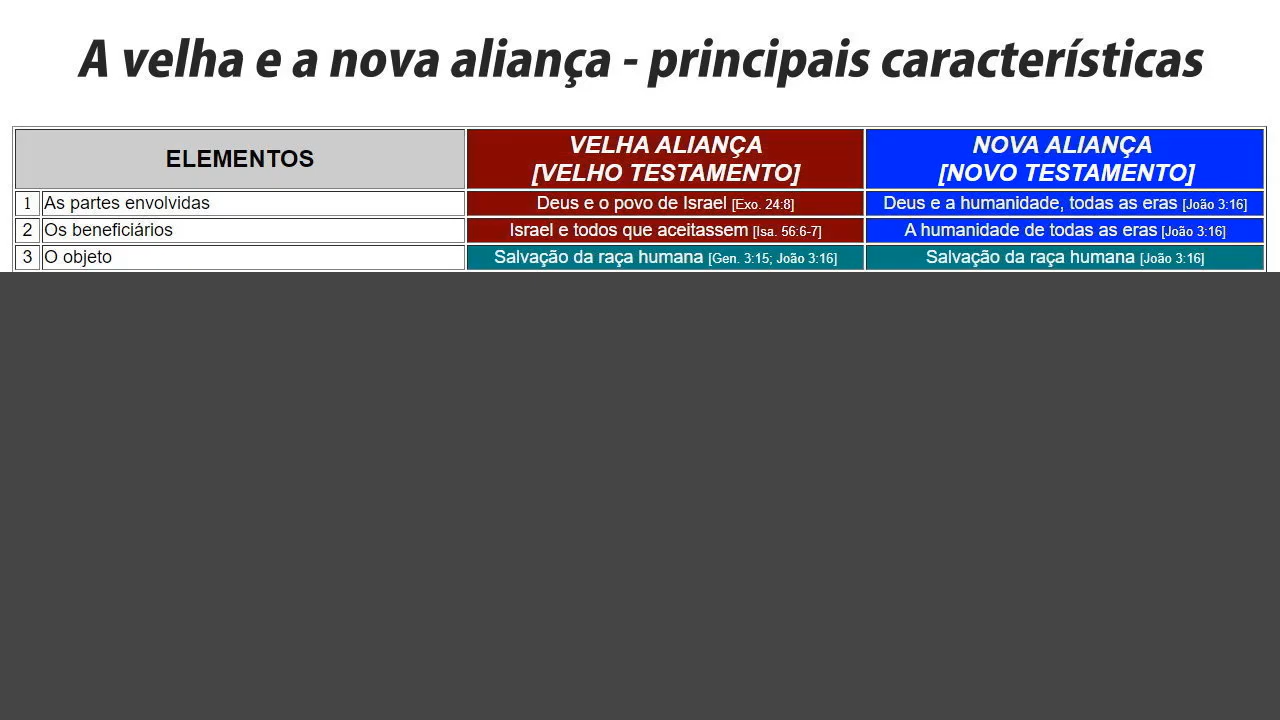 A velha e a nova aliança - principais características
ELEMENTOS
VELHA ALIANÇA
[VELHO TESTAMENTO]
NOVA ALIANÇA
[NOVO TESTAMENTO]
1 As partes envolvidas Deus e o povo de Israel [Exo. 24:8] Deus e a humanidade, todas as eras [João 3:16]
2 Os beneficiários Israel e todos que aceitassem [Isa. 56:6-7] A humanidade de todas as eras [João 3:16]
3 O objeto Salvação da raça humana [Gen. 3:15; João 3:16] Salvação da raça humana [João 3:16]